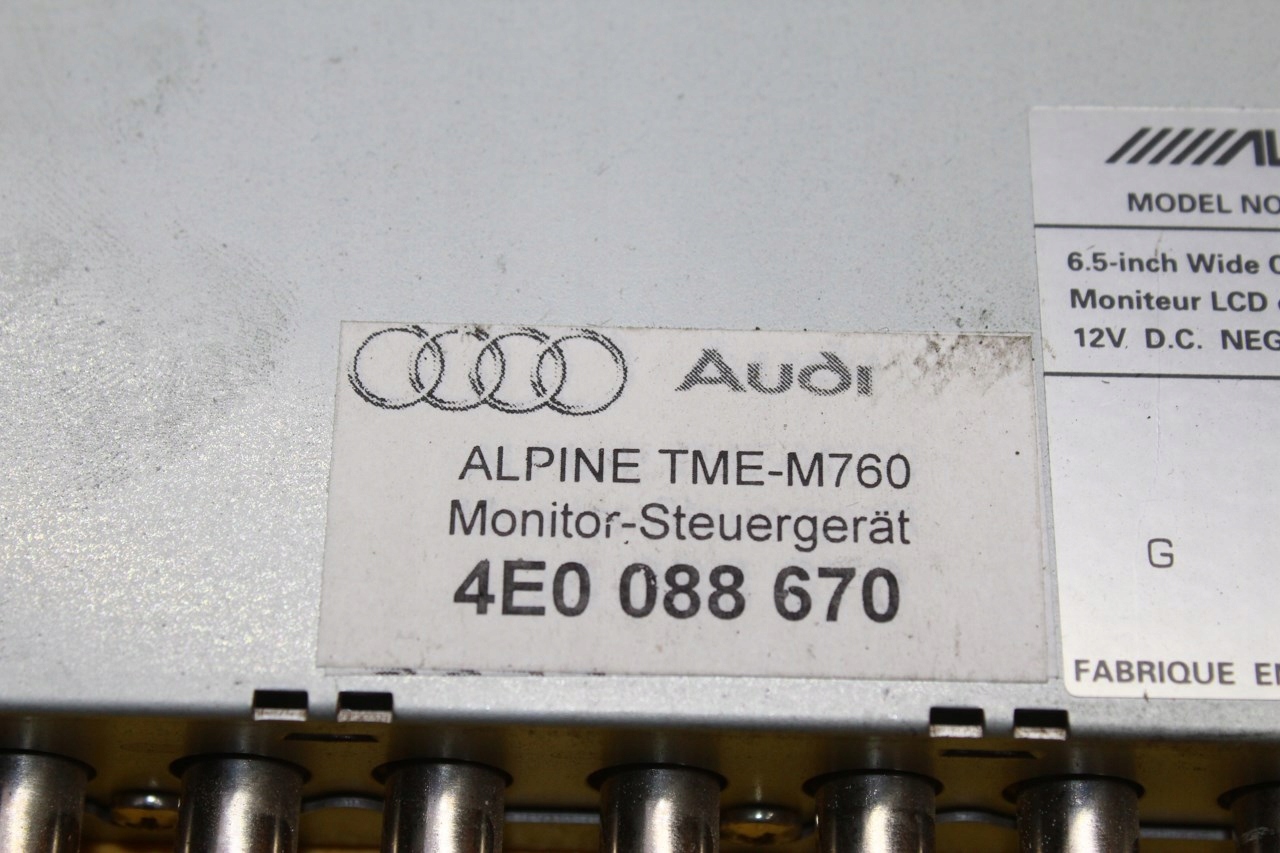 Audi
ALPINE TME-M760
Monitor-Steuergerät
4E0 088 670
MODEL NO
6.5-inch Wide
Moniteur LCD
12V D.C. NEG
G
FABRIQUE